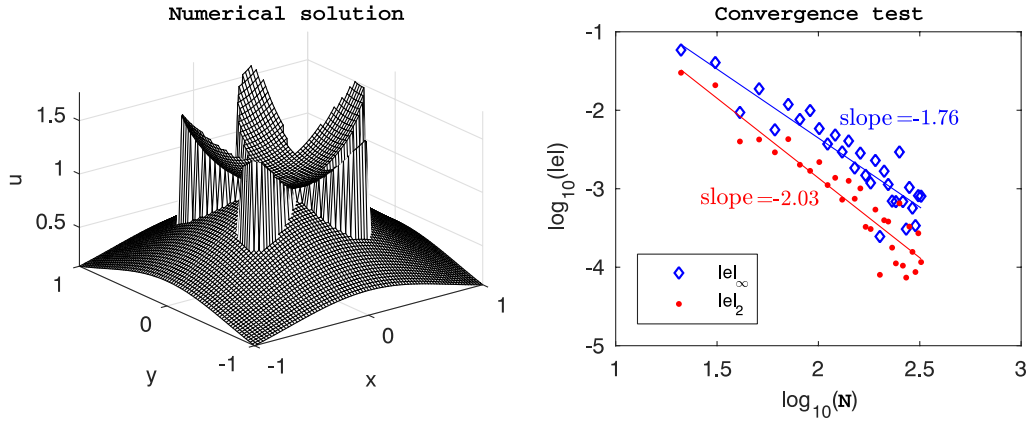 Numerical solution
u
1.5
1
0.5
1
0
-1
y
-1
0
1
x
Convergence test
log10(|e|)
-1
-2
-3
-4
-5
slope=-1.76
slope=-2.03
|e|∞
|e|2
1
1.5
2
2.5
3
log10(N)